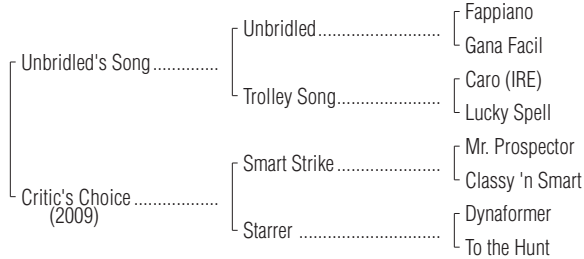 Fappiano
Unbridled..........................
Gana Facil
Unbridled's Song..............
Caro (IRE)
Trolley Song......................
Lucky Spell
Mr. Prospector
Smart Strike......................
Classy 'n Smart
Critic's Choice ..................
(2009)
Dynaformer
Starrer ..............................
To the Hunt